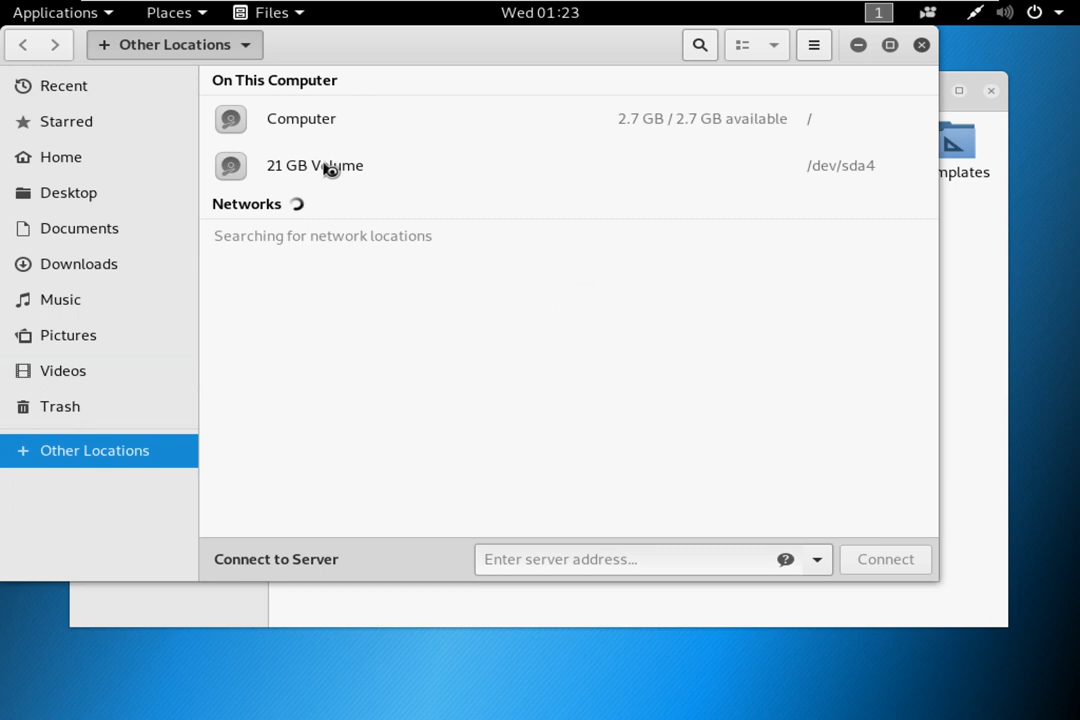 Applications Places Files Wed 01:23 1
+ Other Locations
Recent
Starred
Home
Desktop
Documents
Downloads
Music
Pictures
Videos
Trash
+ Other Locations
On This Computer
Computer 2.7 GB / 2.7 GB available /
21 GB Volume /dev/sda4
Networks
Searching for network locations
Connect to Server Enter server address... ? Connect
mplates